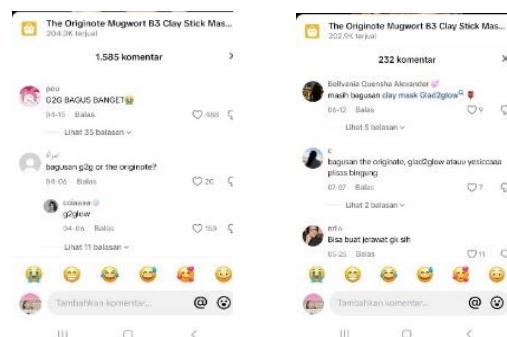 The Originote Mugwort B3 Clay Stick Mas...
204.0K terjual
1.585 komentar
peu
G2G BAGUS BANGET😭
04-15 Balas 488
Lihat 35 balasan
bagusan g2g or the originote?
04-06 Balas 20
g2glow
04-06 Balas 159
Lihat 11 balasan
Tambahkan komentar... @
The Originote Mugwort B3 Clay Stick Mas...
202.9K terjual
232 komentar
Bellvania Quensha Alexander
masih bagusan clay mask Glad2glow
06-12 Balas 9
Lihat 5 balasan
c
bagusan the originate, glad2glow atauu yesiccaaa
plisss bingung
07-07 Balas 7
Lihat 2 balasan
Bisa buat jerawat gk sih
05-25 Balas 11
Tambahkan komentar... @